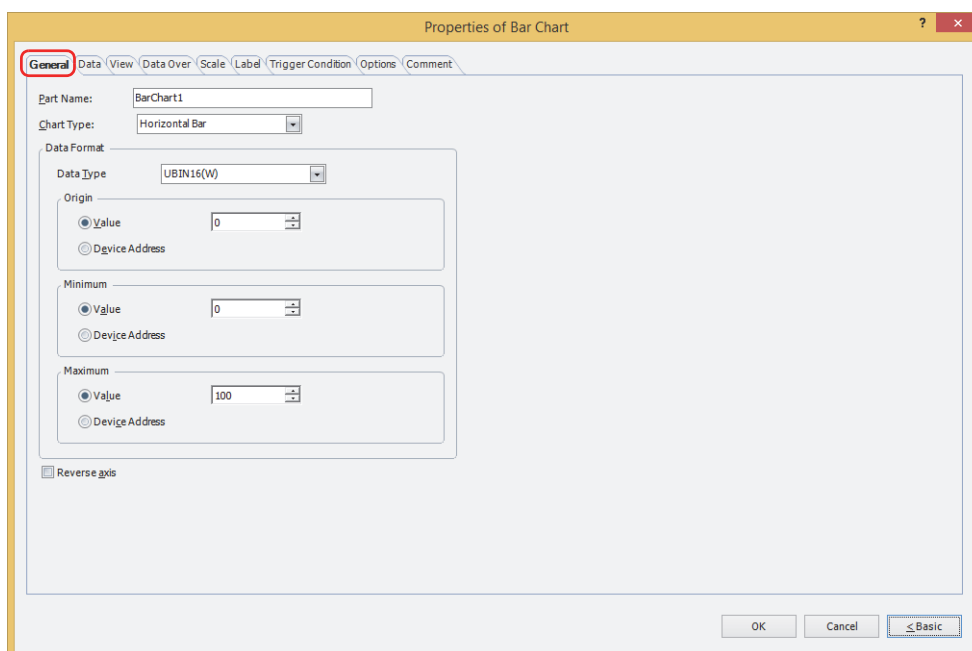 Properties of Bar Chart ? ×
General Data View Data Over Scale Label Trigger Condition Options Comment
Part Name: BarChart1
Chart Type: Horizontal Bar
Data Format
Data Type UBIN16(W)
Origin
Value 0
Device Address
Minimum
Value 0
Device Address
Maximum
Value 100
Device Address
Reverse axis
OK Cancel < Basic